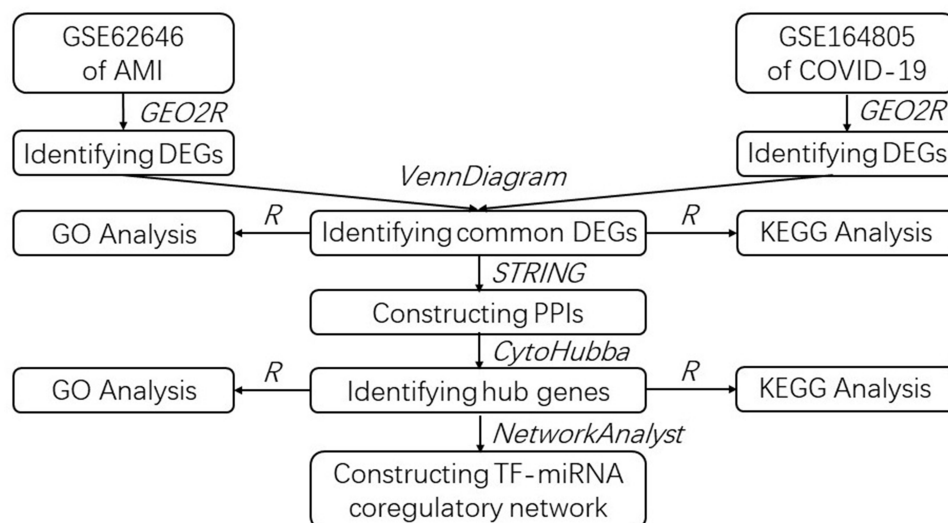 GSE62646
of AMI
GSE164805
of COVID-19
GEO2R
GEO2R
Identifying DEGs
Identifying DEGs
VennDiagram
GO Analysis
R
Identifying common DEGs
R
KEGG Analysis
STRING
Constructing PPIs
CytoHubba
GO Analysis
R
Identifying hub genes
R
KEGG Analysis
NetworkAnalyst
Constructing TF-miRNA
coregulatory network